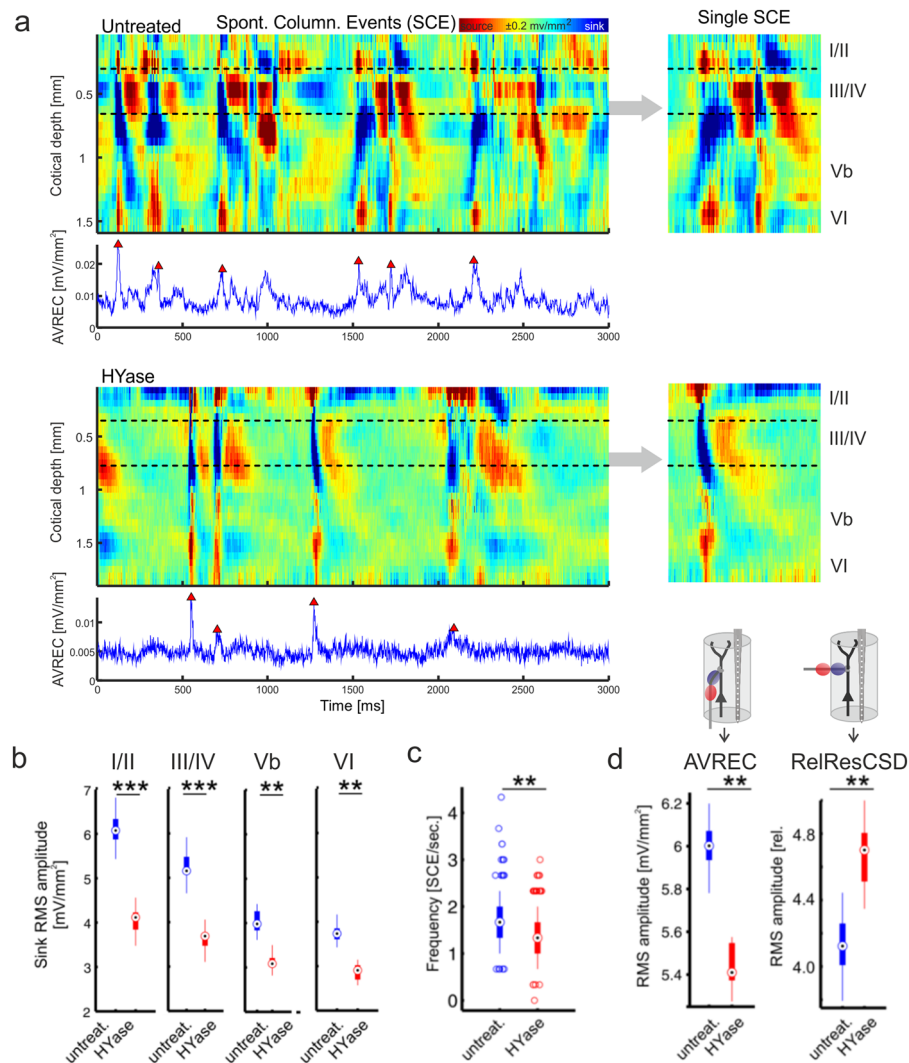 a
Untreated
Spont. Column. Events (SCE)
source ±0.2 mv/mm² sink
Single SCE
Cotical depth [mm]
0.5
1
1.5
I/II
III/IV
Vb
VI
AVREC [mV/mm²]
0.02
0.01
0
0 500 1000 1500 2000 2500 3000
HYase
Cotical depth [mm]
0.5
1
1.5
I/II
III/IV
Vb
VI
AVREC [mV/mm²]
0.01
0.005
0
0 500 1000 1500 2000 2500 3000
Time [ms]
b
I/II III/IV Vb VI
*** *** ** **
Sink RMS amplitude
[mV/mm²]
7
6
5
4
3
2
untreat. HYase untreat. HYase untreat. HYase untreat. HYase
c
**
Frequency [SCE/sec.]
4
3
2
1
0
untreat. HYase
d
AVREC
**
RMS amplitude [mV/mm²]
6.2
6
5.8
5.6
5.4
untreat. HYase
RelResCSD
**
RMS amplitude [rel.
4.8
4.4
4.0
untreat. HYase